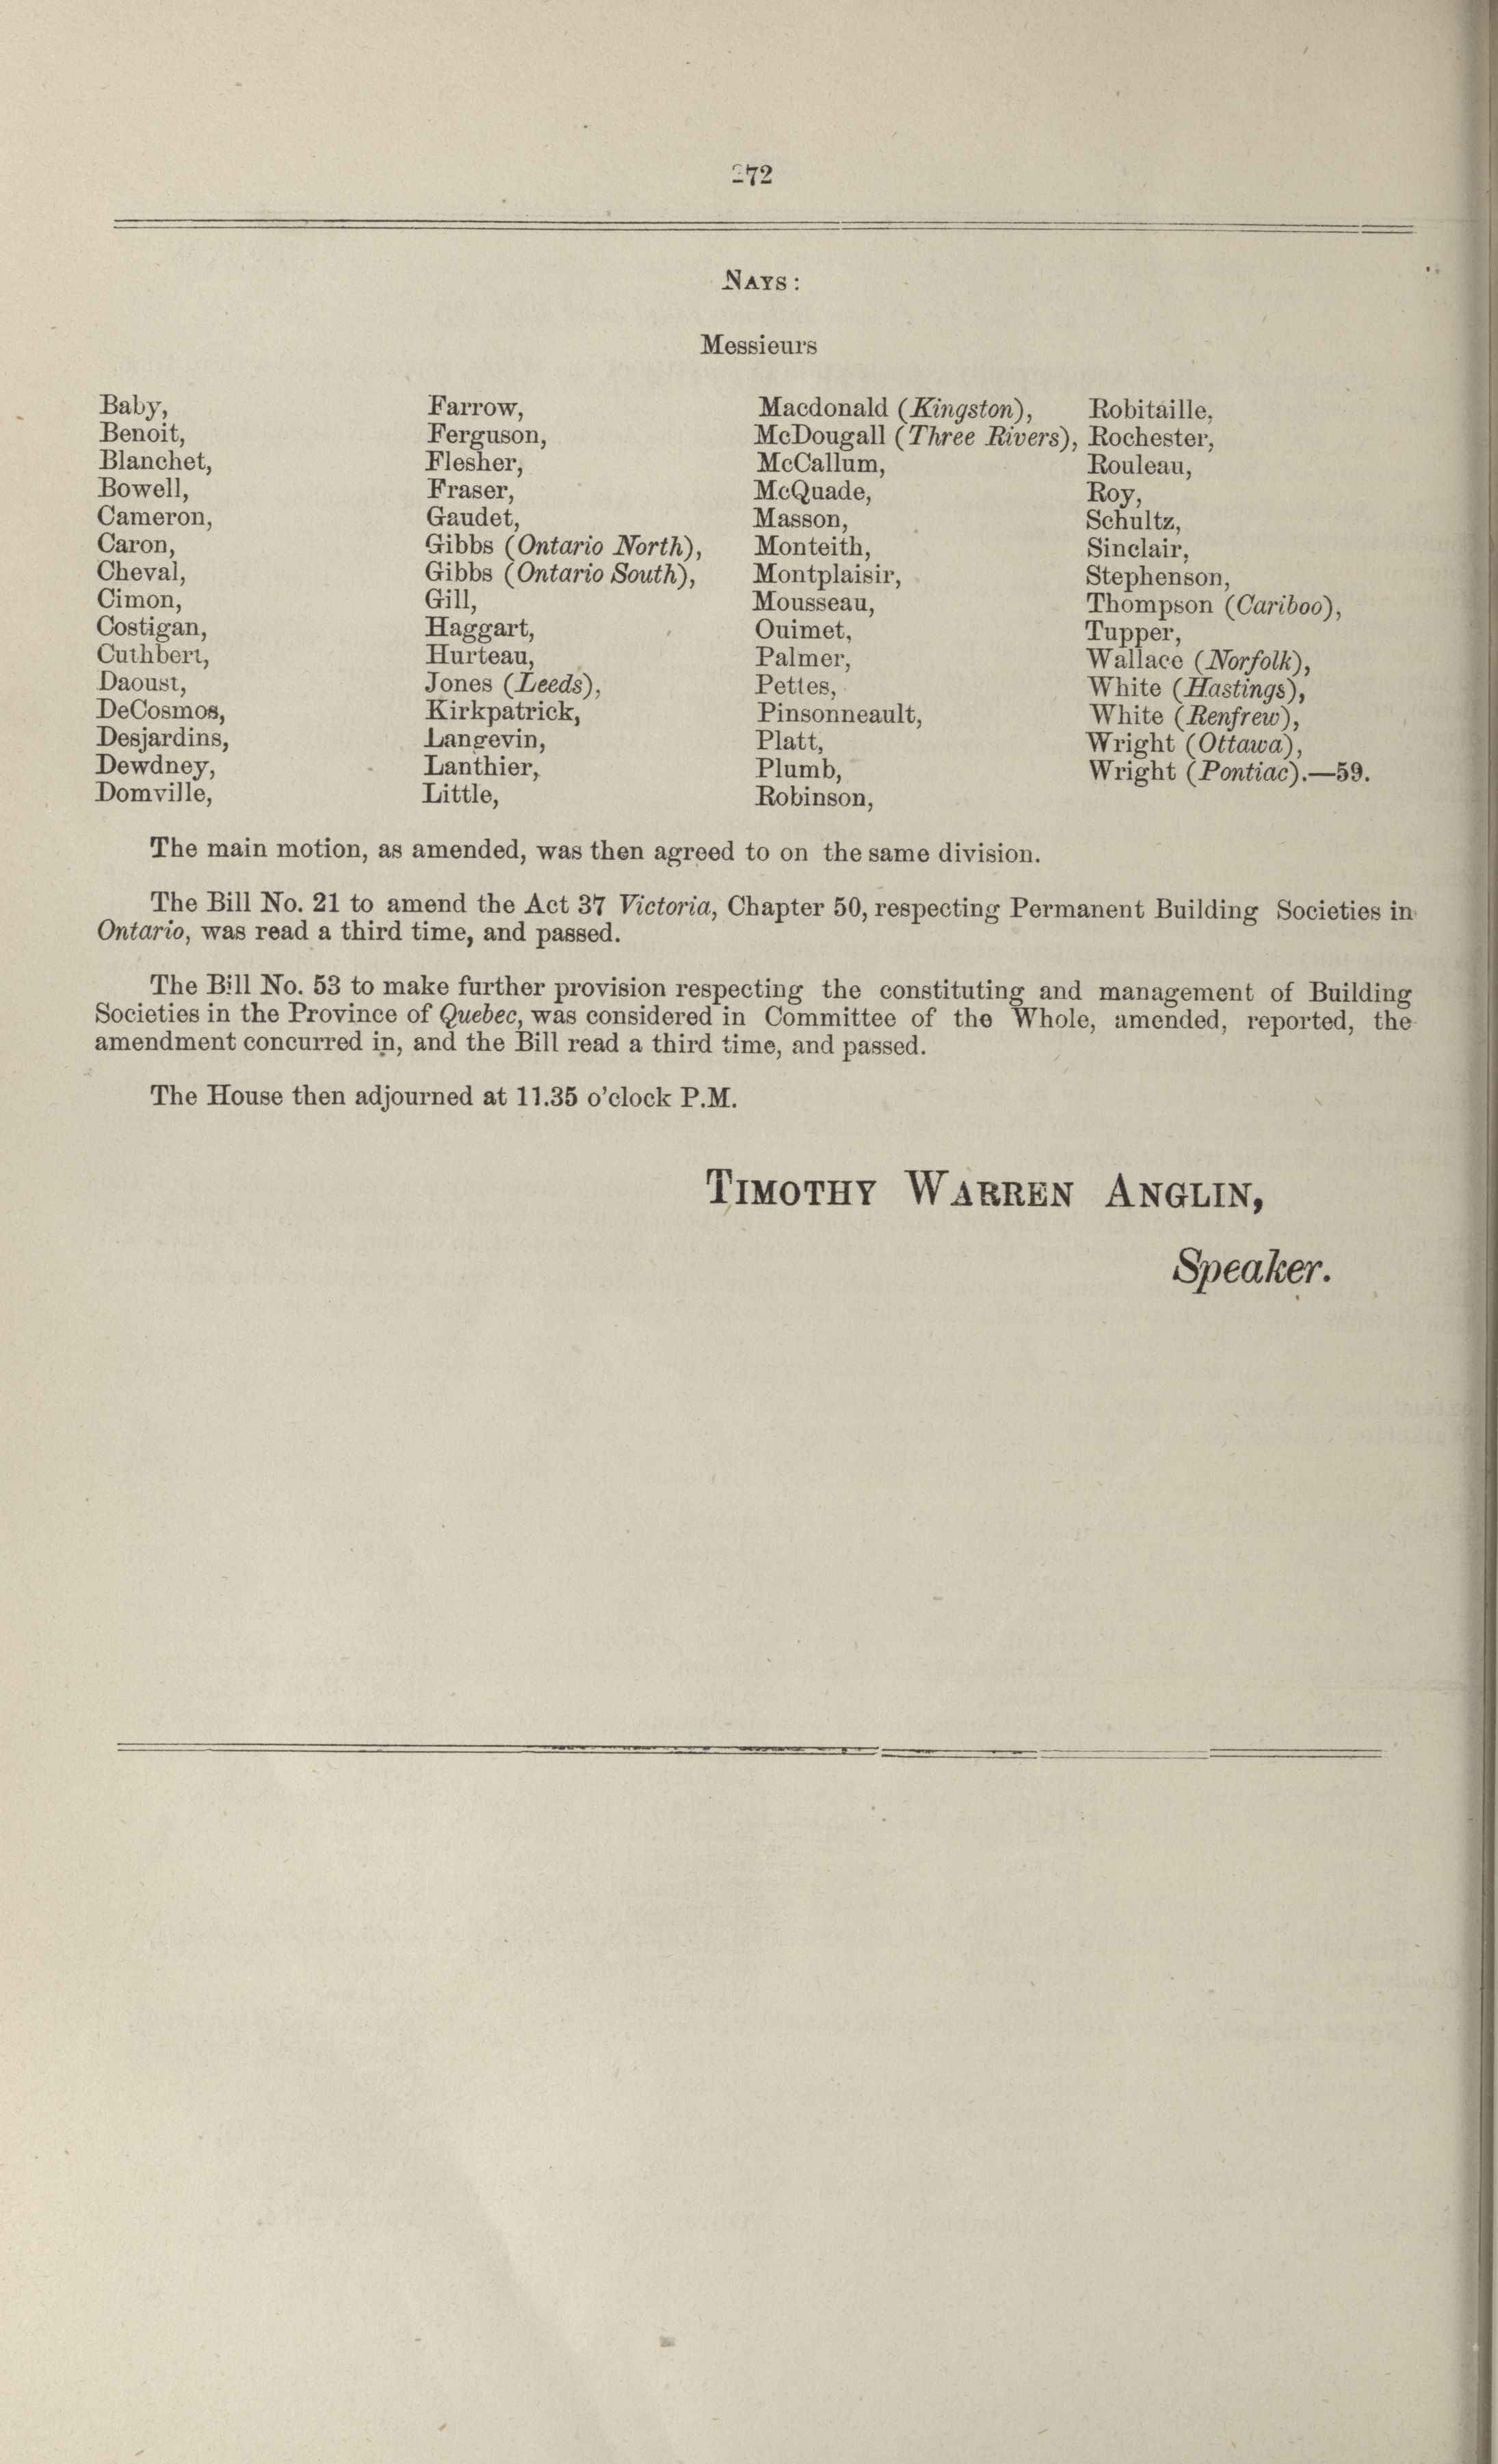 272
NAYS:
Messieurs
Baby, Farrow, Macdonald (Kingston), Robitaille,
Benoit, Ferguson, McDougall (Three Rivers), Rochester,
Blanchet, Flesher, McCallum, Rouleau,
Bowell, Fraser, McQuade, Roy,
Cameron, Gaudet, Masson, Schultz,
Caron, Gibbs (Ontario North), Monteith, Sinclair,
Cheval, Gibbs (Ontario South), Montplaisir, Stephenson,
Cimon, Gill, Mousseau, Thompson (Cariboo),
Costigan, Haggart, Ouimet, Tupper,
Cuthbert, Hurteau, Palmer, Wallace (Norfolk),
Daoust, Jones (Leeds), Pettes, White (Hastings),
DeCosmos, Kirkpatrick, Pinsonneault, White (Renfrew),
Desjardins, Langevin, Platt, Wright (Ottawa),
Dewdney, Lanthier, Plumb, Wright (Pontiac).—59.
Domville, Little, Robinson,
The main motion, as amended, was then agreed to on the same division.
The Bill No. 21 to amend the Act 37 Victoria, Chapter 50, respecting Permanent Building Societies in
Ontario, was read a third time, and passed.
The Bill No. 53 to make further provision respecting the constituting and management of Building
Societies in the Province of Quebec, was considered in Committee of the Whole, amended, reported, the
amendment concurred in, and the Bill read a third time, and passed.
The House then adjourned at 11.35 o'clock P.M.
TIMOTHY WARREN ANGLIN,
Speaker.